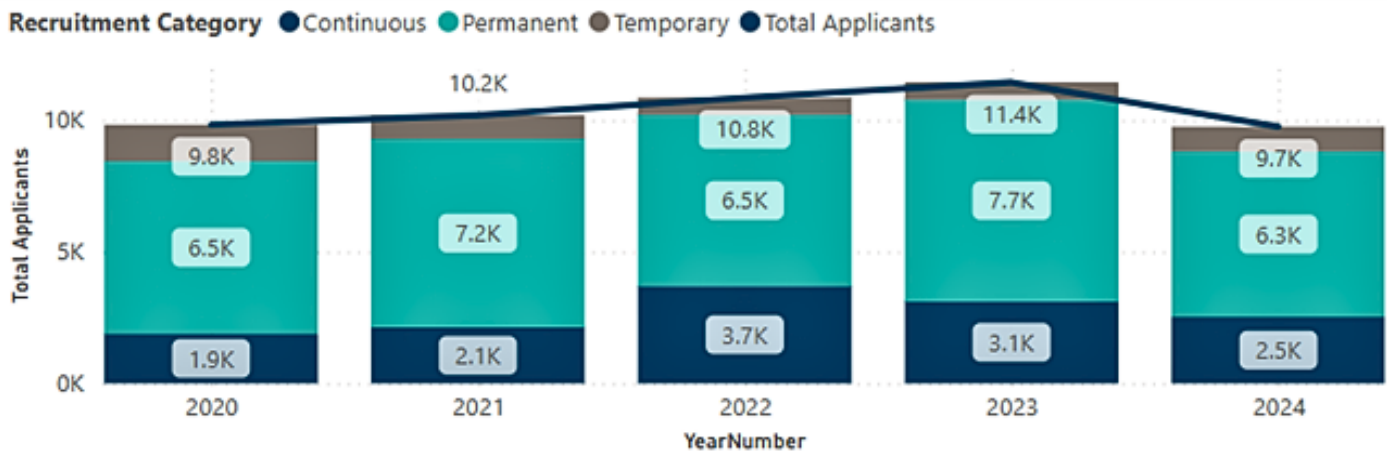 Recruitment Category Continuous Permanent Temporary Total Applicants
10.2K
10K 9.8K 10.8K 11.4K 9.7K
6.5K 7.2K 6.5K 7.7K 6.3K
5K
1.9K 2.1K 3.7K 3.1K 2.5K
0K
Total Applicants
2020 2021 2022 2023 2024
YearNumber